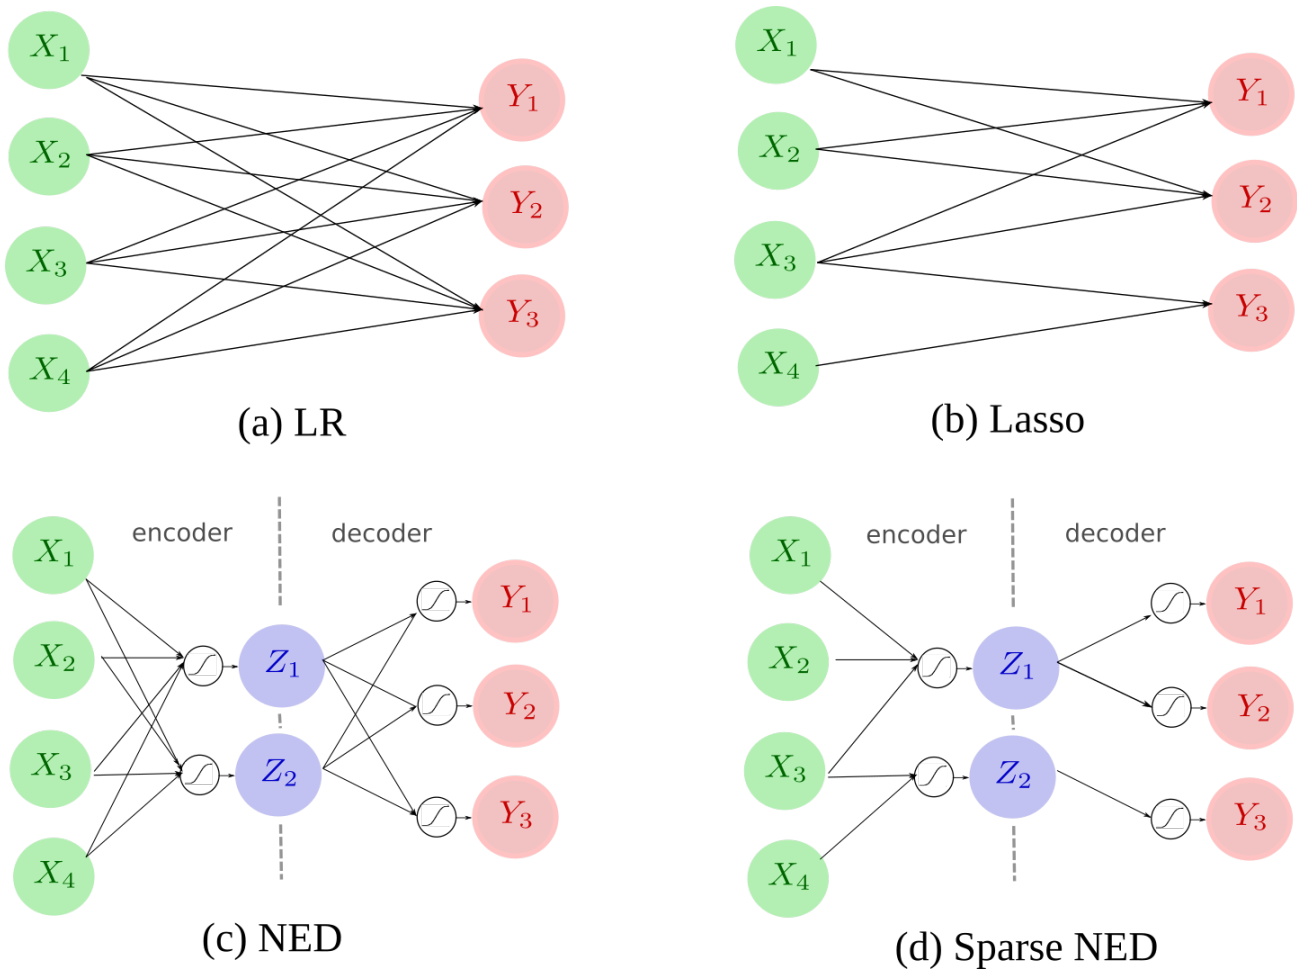 X₁
X₂
X₃
X₄
Y₁
Y₂
Y₃
(a) LR
X₁
X₂
X₃
X₄
Y₁
Y₂
Y₃
(b) Lasso
encoder
decoder
X₁
X₂
X₃
X₄
Z₁
Z₂
Y₁
Y₂
Y₃
(c) NED
encoder
decoder
X₁
X₂
X₃
X₄
Z₁
Z₂
Y₁
Y₂
Y₃
(d) Sparse NED